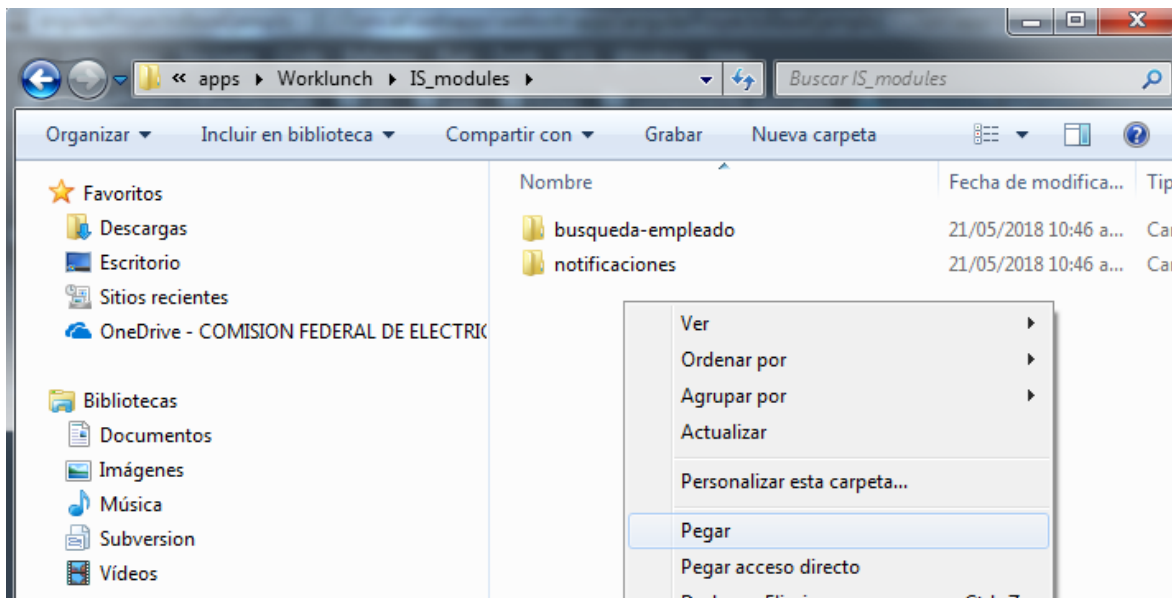 « apps ▸ Worklunch ▸ IS_modules ▸
Buscar IS_modules
Organizar ▾ Incluir en biblioteca ▾ Compartir con ▾ Grabar Nueva carpeta
Favoritos
Descargas
Escritorio
Sitios recientes
OneDrive - COMISION FEDERAL DE ELECTRI
Bibliotecas
Documentos
Imágenes
Música
Subversion
Vídeos
Nombre Fecha de modifica... Tip
busqueda-empleado 21/05/2018 10:46 a... Ca
notificaciones 21/05/2018 10:46 a... Ca
Ver
Ordenar por
Agrupar por
Actualizar
Personalizar esta carpeta...
Pegar
Pegar acceso directo